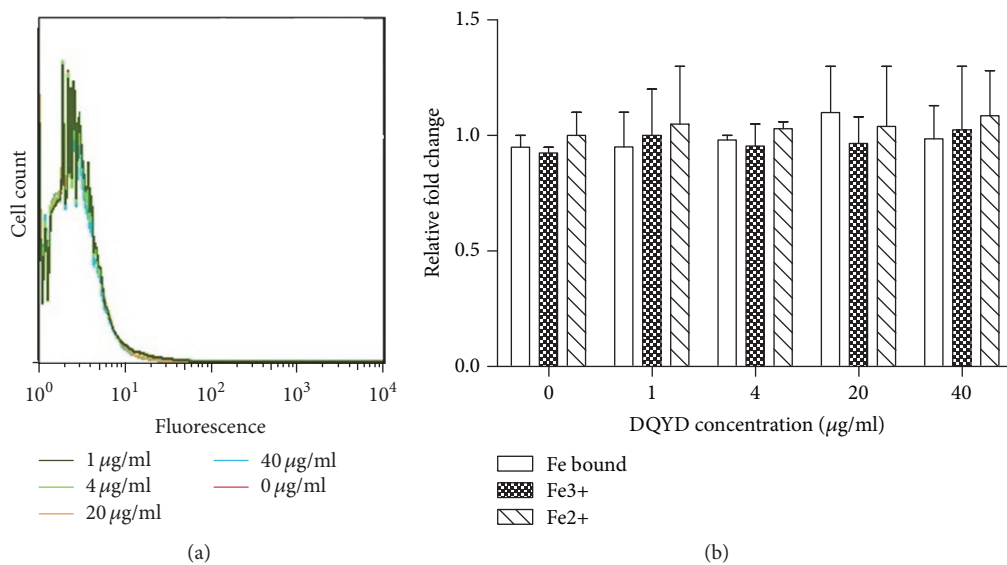 Cell count
10^0 10^1 10^2 10^3 10^4
Fluorescence
1 μg/ml
4 μg/ml
20 μg/ml
40 μg/ml
0 μg/ml
(a)
Relative fold change
1.5
1.0
0.5
0.0
0 1 4 20 40
DQYD concentration (μg/ml)
Fe bound
Fe3+
Fe2+
(b)